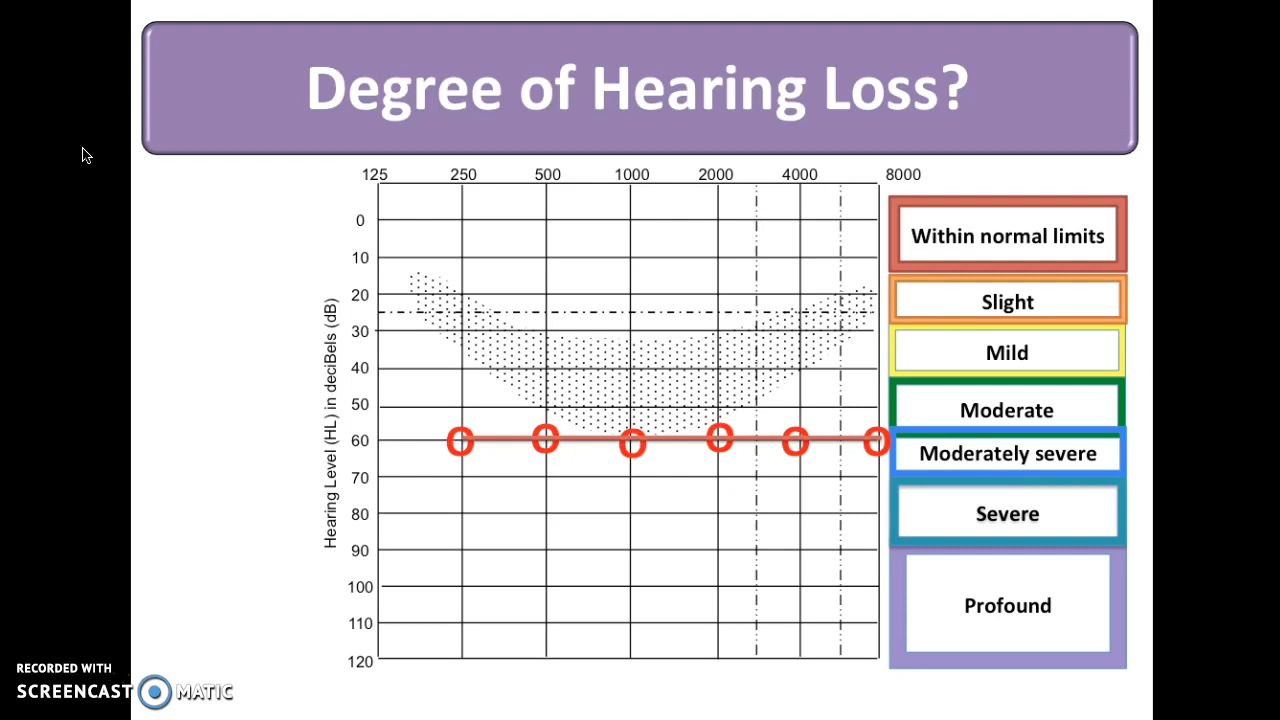 Degree of Hearing Loss?
125 250 500 1000 2000 4000 8000
0
10
20
30
40
50
60
70
80
90
100
110
120
Hearing Level (HL) in deciBels (dB)
O O O O O O
Within normal limits
Slight
Mild
Moderate
Moderately severe
Severe
Profound
RECORDED WITH
SCREENCAST MATIC